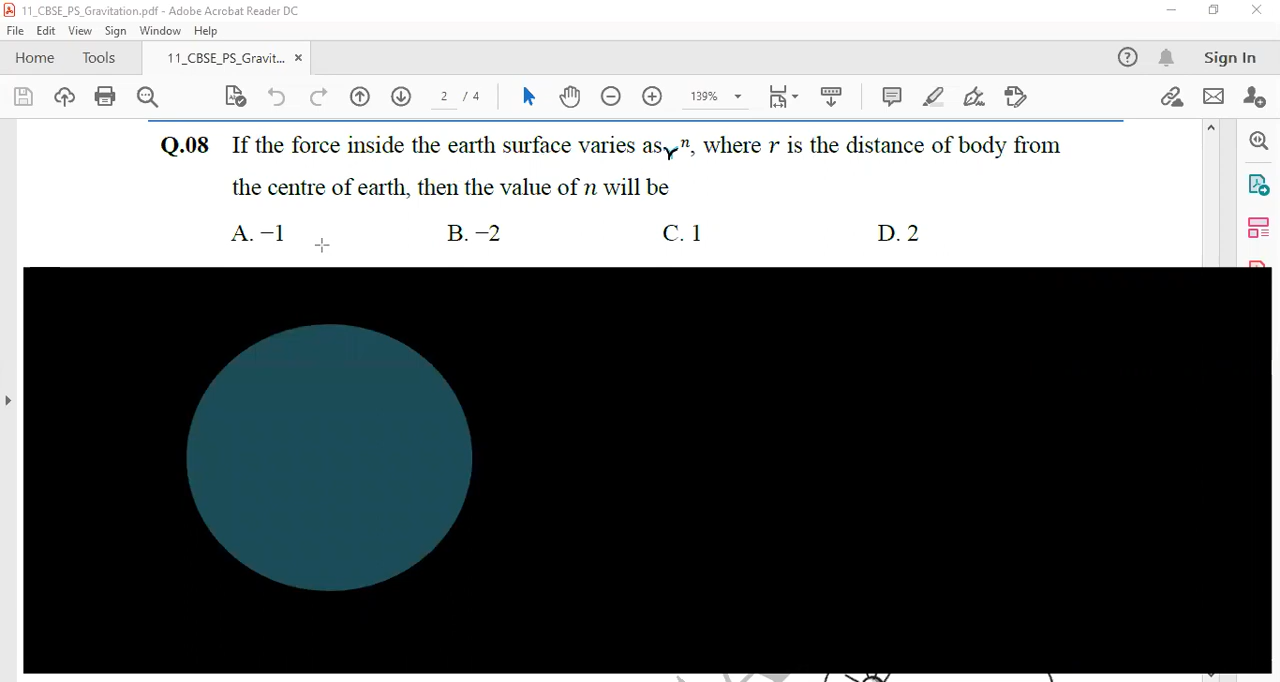 11_CBSE_PS_Gravitation.pdf - Adobe Acrobat Reader DC
File Edit View Sign Window Help
Home Tools 11_CBSE_PS_Gravit... × Sign In
2 / 4 139%
Q.08 If the force inside the earth surface varies as rⁿ, where r is the distance of body from
the centre of earth, then the value of n will be
A. −1 B. −2 C. 1 D. 2